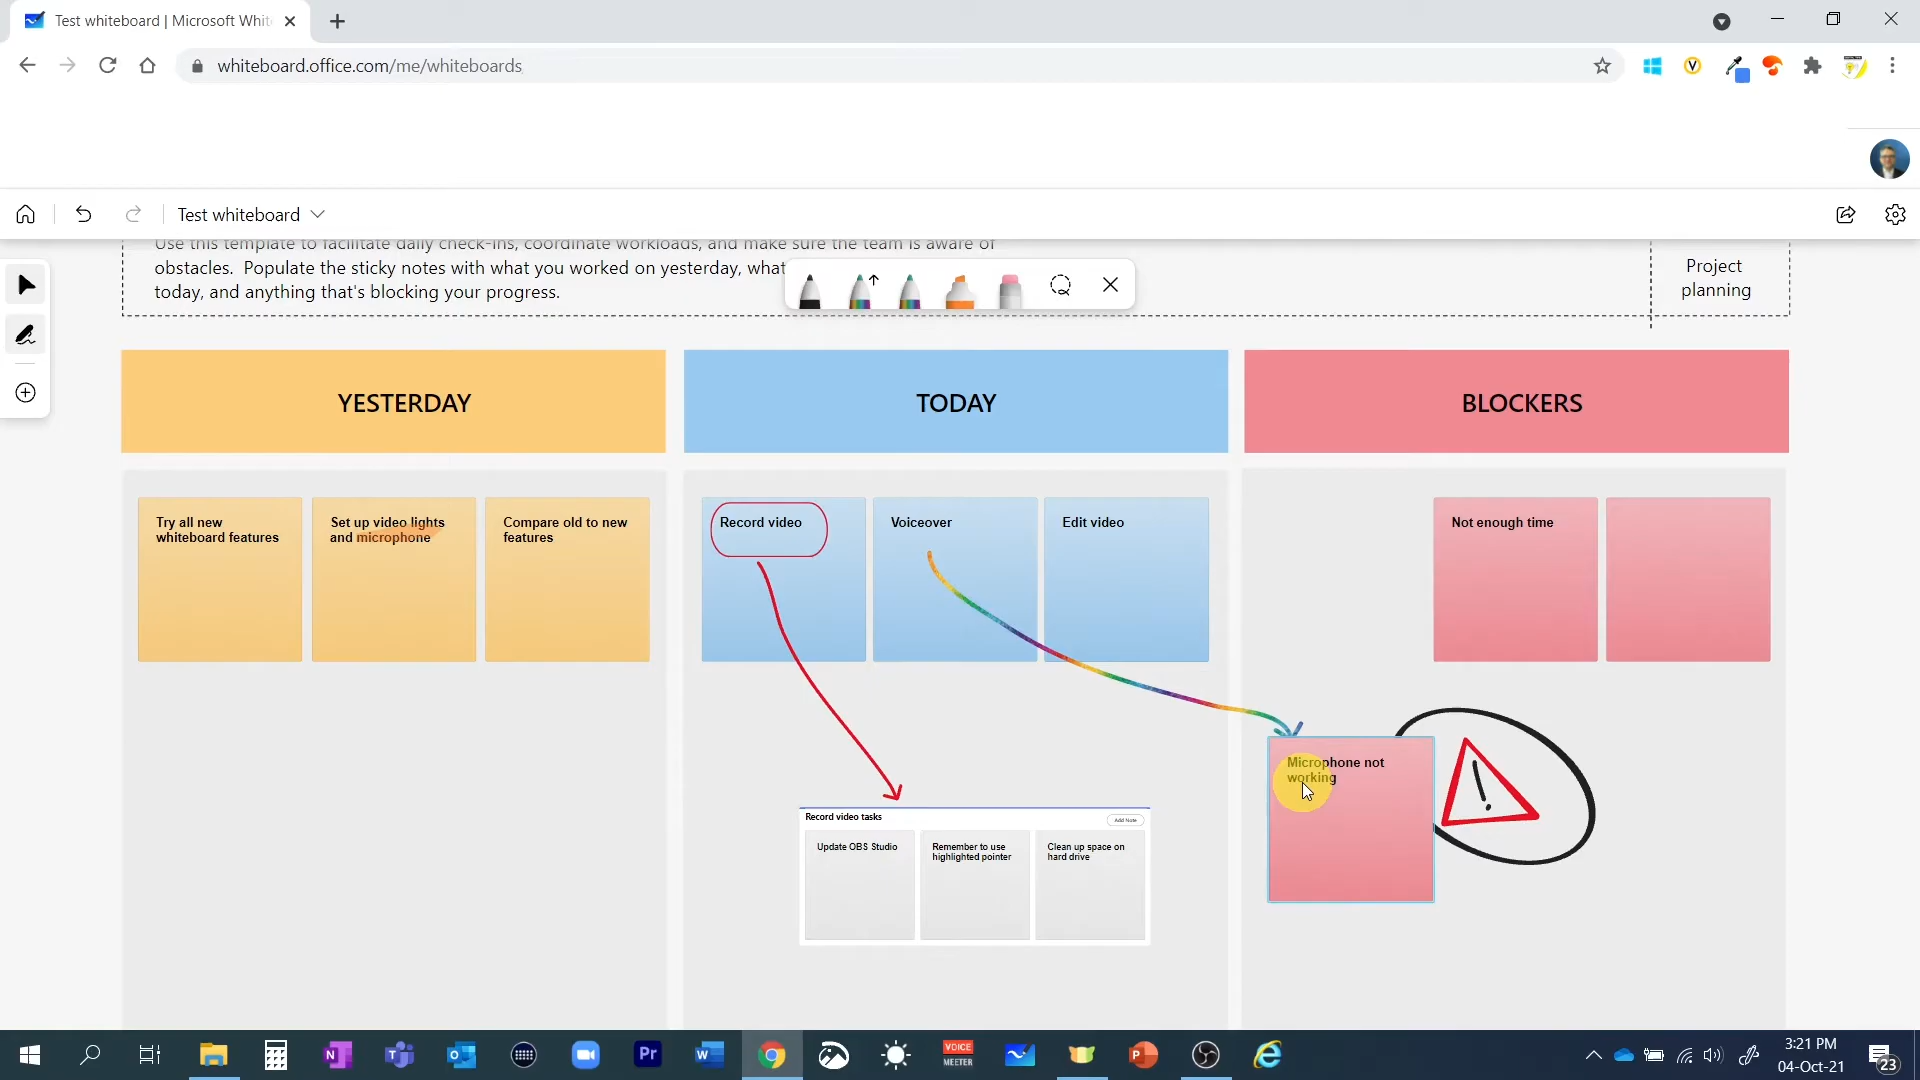 Test whiteboard | Microsoft Whit
whiteboard.office.com/me/whiteboards
Test whiteboard
Use this template to facilitate daily check-ins, coordinate workloads, and make sure the team is aware of
obstacles. Populate the sticky notes with what you worked on yesterday, what
today, and anything that's blocking your progress.
Project
planning
YESTERDAY
TODAY
BLOCKERS
Try all new
whiteboard features
Set up video lights
and microphone
Compare old to new
features
Record video
Voiceover
Edit video
Not enough time
Microphone not
working
!
Record video tasks
Add Note
Update OBS Studio
Remember to use
highlighted pointer
Clean up space on
hard drive
VOICE
MEETER
3:21 PM
04-Oct-21
23